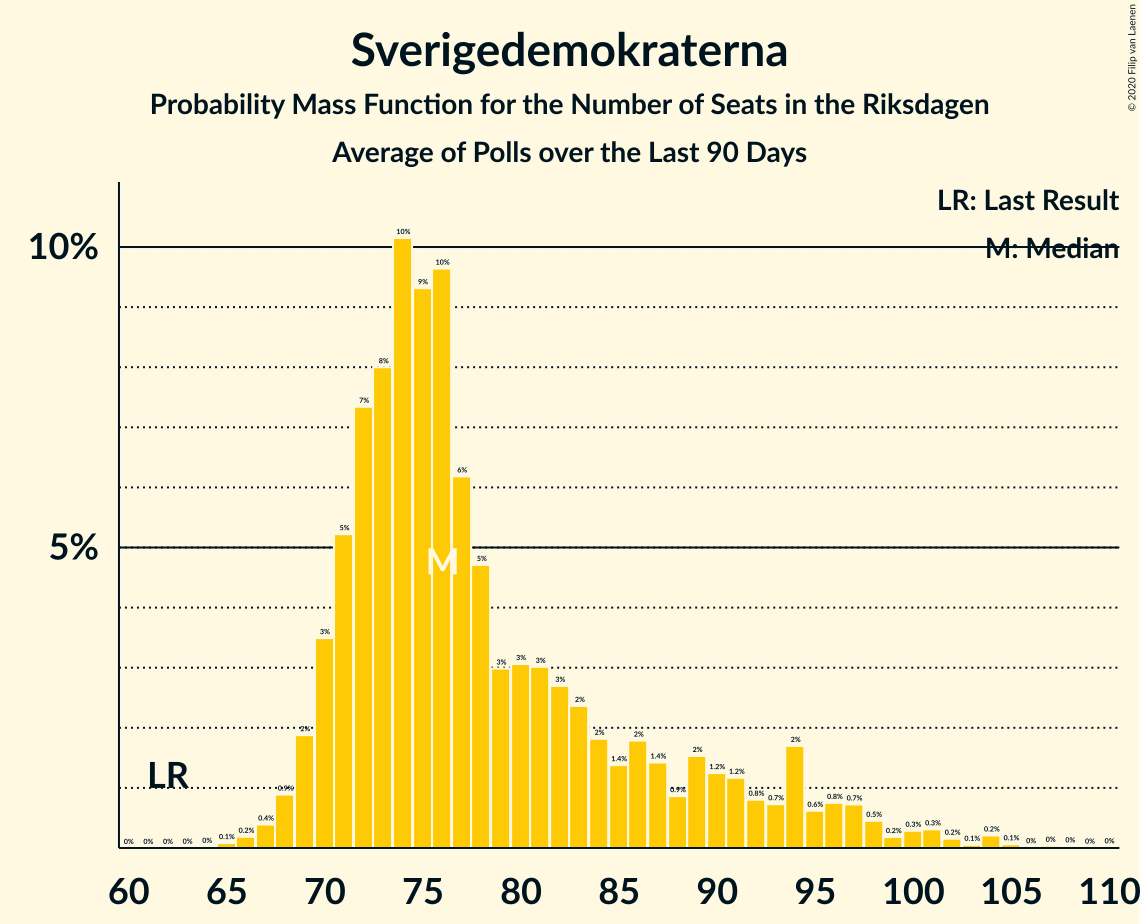 Sverigedemokraterna
Probability Mass Function for the Number of Seats in the Riksdagen
Average of Polls over the Last 90 Days
© 2020 Filip van Laenen
LR: Last Result
M: Median
10%
5%
0% 0% 0% 0% 0% 0.1% 0.2% 0.4% 0.9% 2% 3% 5% 7% 8% 10% 9% 10% 6% 5% 3% 3% 3% 3% 2% 2% 1.4% 2% 1.4% 0.9% 2% 1.2% 1.2% 0.8% 0.7% 2% 0.6% 0.8% 0.7% 0.5% 0.2% 0.3% 0.3% 0.2% 0.1% 0.2% 0.1% 0% 0% 0% 0% 0%
M
LR
60 65 70 75 80 85 90 95 100 105 110